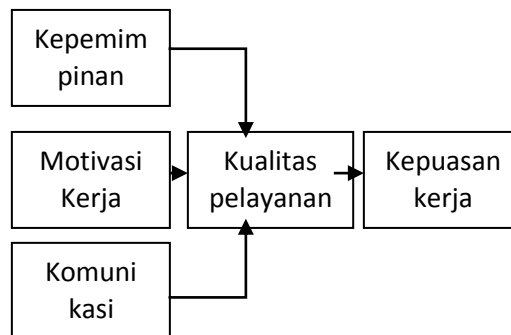 Kepemim
pinan
Motivasi
Kerja
Kualitas
pelayanan
Kepuasan
kerja
Komuni
kasi